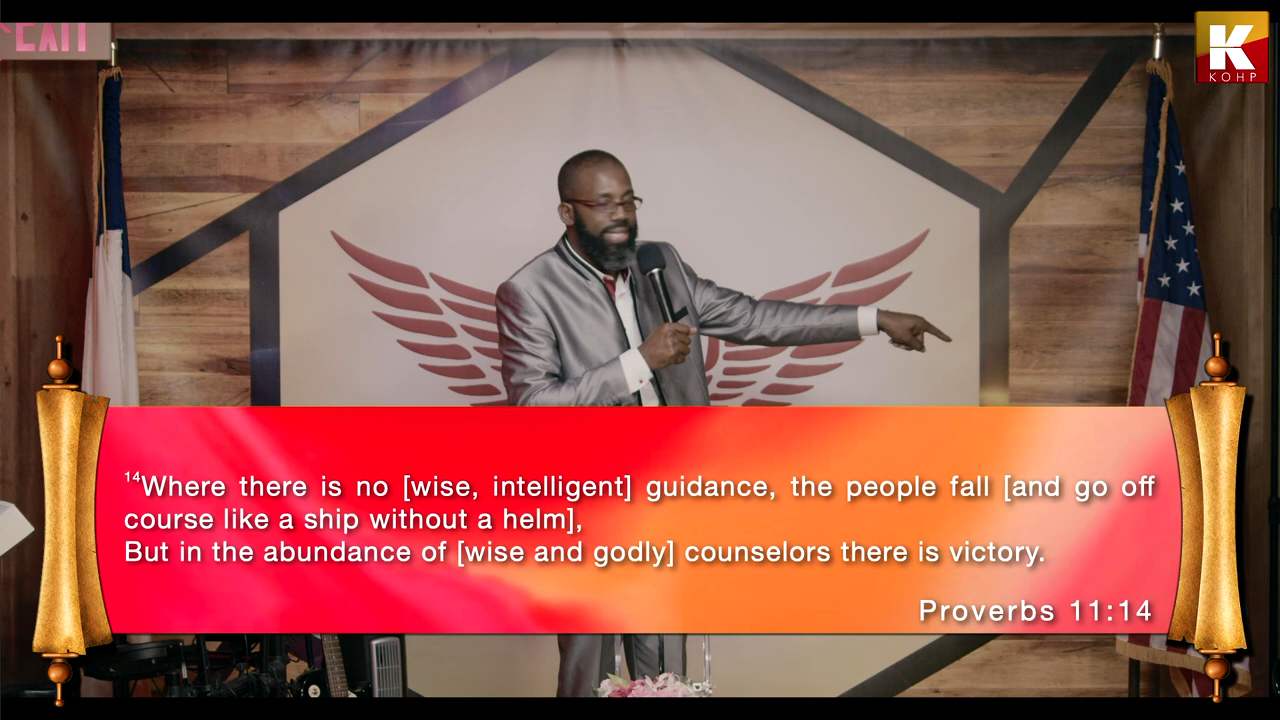 EXIT
K
KOHP
14Where there is no [wise, intelligent] guidance, the people fall [and go off
course like a ship without a helm],
But in the abundance of [wise and godly] counselors there is victory.
Proverbs 11:14